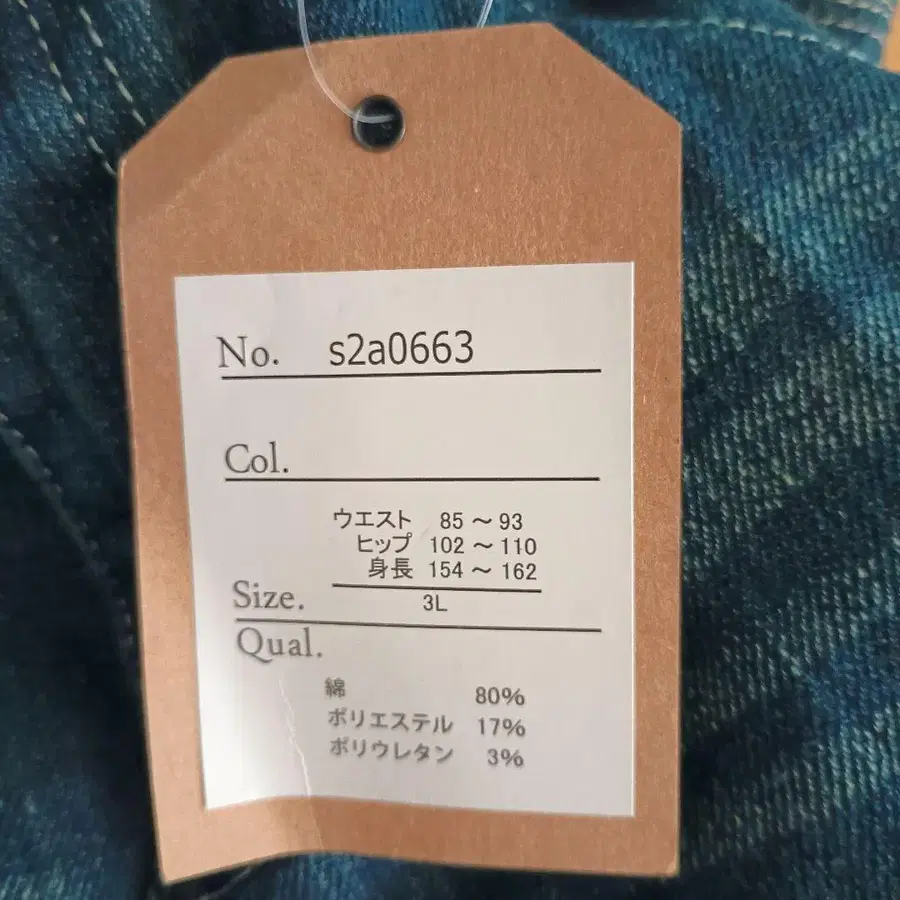 No. s2a0663
Col.
ウエスト 85 ～ 93
ヒップ 102 ～ 110
身長 154 ～ 162
Size. 3L
Qual.
綿 80%
ポリエステル 17%
ポリウレタン 3%